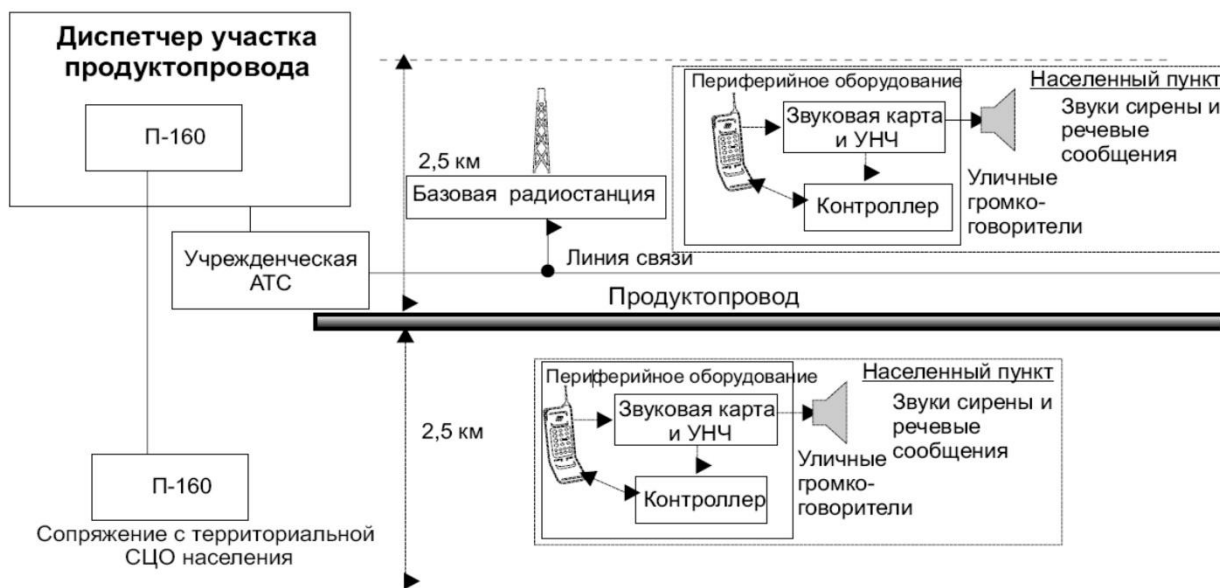 Диспетчер участка
продуктопровода
П-160
Учрежденческая
АТС
П-160
Сопряжение с территориальной
СЦО населения
2,5 км
Базовая радиостанция
Линия связи
Продуктопровод
Периферийное оборудование
Звуковая карта
и УНЧ
Контроллер
Населенный пункт
Звуки сирены и
речевые
сообщения
Уличные
громко-
говорители
2,5 км
Периферийное оборудование
Звуковая карта
и УНЧ
Контроллер
Населенный пункт
Звуки сирены и
речевые
сообщения
Уличные
громко-
говорители